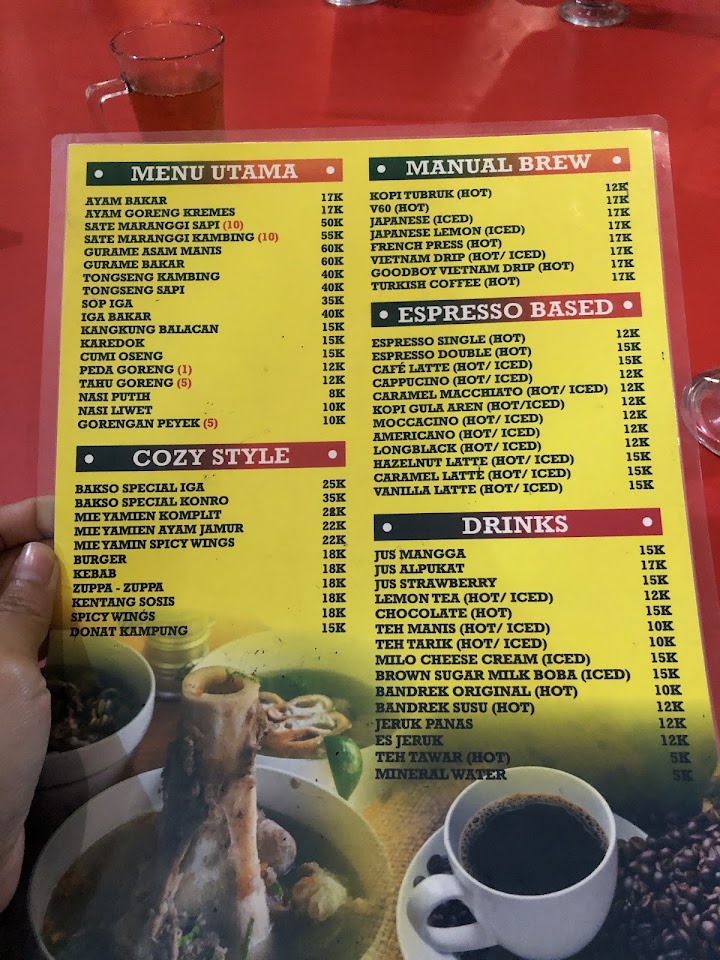 MENU UTAMA
AYAM BAKAR 17K
AYAM GORENG KREMES 17K
SATE MARANGGI SAPI (10) 50K
SATE MARANGGI KAMBING (10) 55K
GURAME ASAM MANIS 60K
GURAME BAKAR 60K
TONGSENG KAMBING 40K
TONGSENG SAPI 40K
SOP IGA 35K
IGA BAKAR 40K
KANGKUNG BALACAN 15K
KAREDOK 15K
CUMI OSENG 15K
PEDA GORENG (1) 12K
TAHU GORENG (5) 12K
NASI PUTIH 8K
NASI LIWET 10K
GORENGAN PEYEK (5) 10K
COZY STYLE
BAKSO SPECIAL IGA 25K
BAKSO SPECIAL KONRO 35K
MIE YAMIEN KOMPLIT 22K
MIE YAMIEN AYAM JAMUR 22K
MIE YAMIN SPICY WINGS 22K
BURGER 18K
KEBAB 18K
ZUPPA - ZUPPA 18K
KENTANG SOSIS 18K
SPICY WINGS 18K
DONAT KAMPUNG 15K
MANUAL BREW
KOPI TUBRUK (HOT) 12K
V60 (HOT) 17K
JAPANESE (ICED) 17K
JAPANESE LEMON (ICED) 17K
FRENCH PRESS (HOT) 17K
VIETNAM DRIP (HOT/ ICED) 17K
GOODBOY VIETNAM DRIP (HOT) 17K
TURKISH COFFEE (HOT) 17K
ESPRESSO BASED
ESPRESSO SINGLE (HOT) 12K
ESPRESSO DOUBLE (HOT) 15K
CAFÉ LATTE (HOT/ ICED) 15K
CAPPUCINO (HOT/ ICED) 12K
CARAMEL MACCHIATO (HOT/ ICED) 12K
KOPI GULA AREN (HOT/ICED) 12K
MOCCACINO (HOT/ ICED) 12K
AMERICANO (HOT/ ICED) 12K
LONGBLACK (HOT/ ICED) 12K
HAZELNUT LATTE (HOT/ ICED) 15K
CARAMEL LATTÉ (HOT/ ICED) 15K
VANILLA LATTE (HOT/ ICED) 15K
DRINKS
JUS MANGGA 15K
JUS ALPUKAT 17K
JUS STRAWBERRY 15K
LEMON TEA (HOT/ ICED) 12K
CHOCOLATE (HOT) 15K
TEH MANIS (HOT/ ICED) 10K
TEH TARIK (HOT/ ICED) 10K
MILO CHEESE CREAM (ICED) 15K
BROWN SUGAR MILK BOBA (ICED) 15K
BANDREK ORIGINAL (HOT) 10K
BANDREK SUSU (HOT) 12K
JERUK PANAS 12K
ES JERUK 12K
TEH TAWAR (HOT) 5K
MINERAL WATER 5K